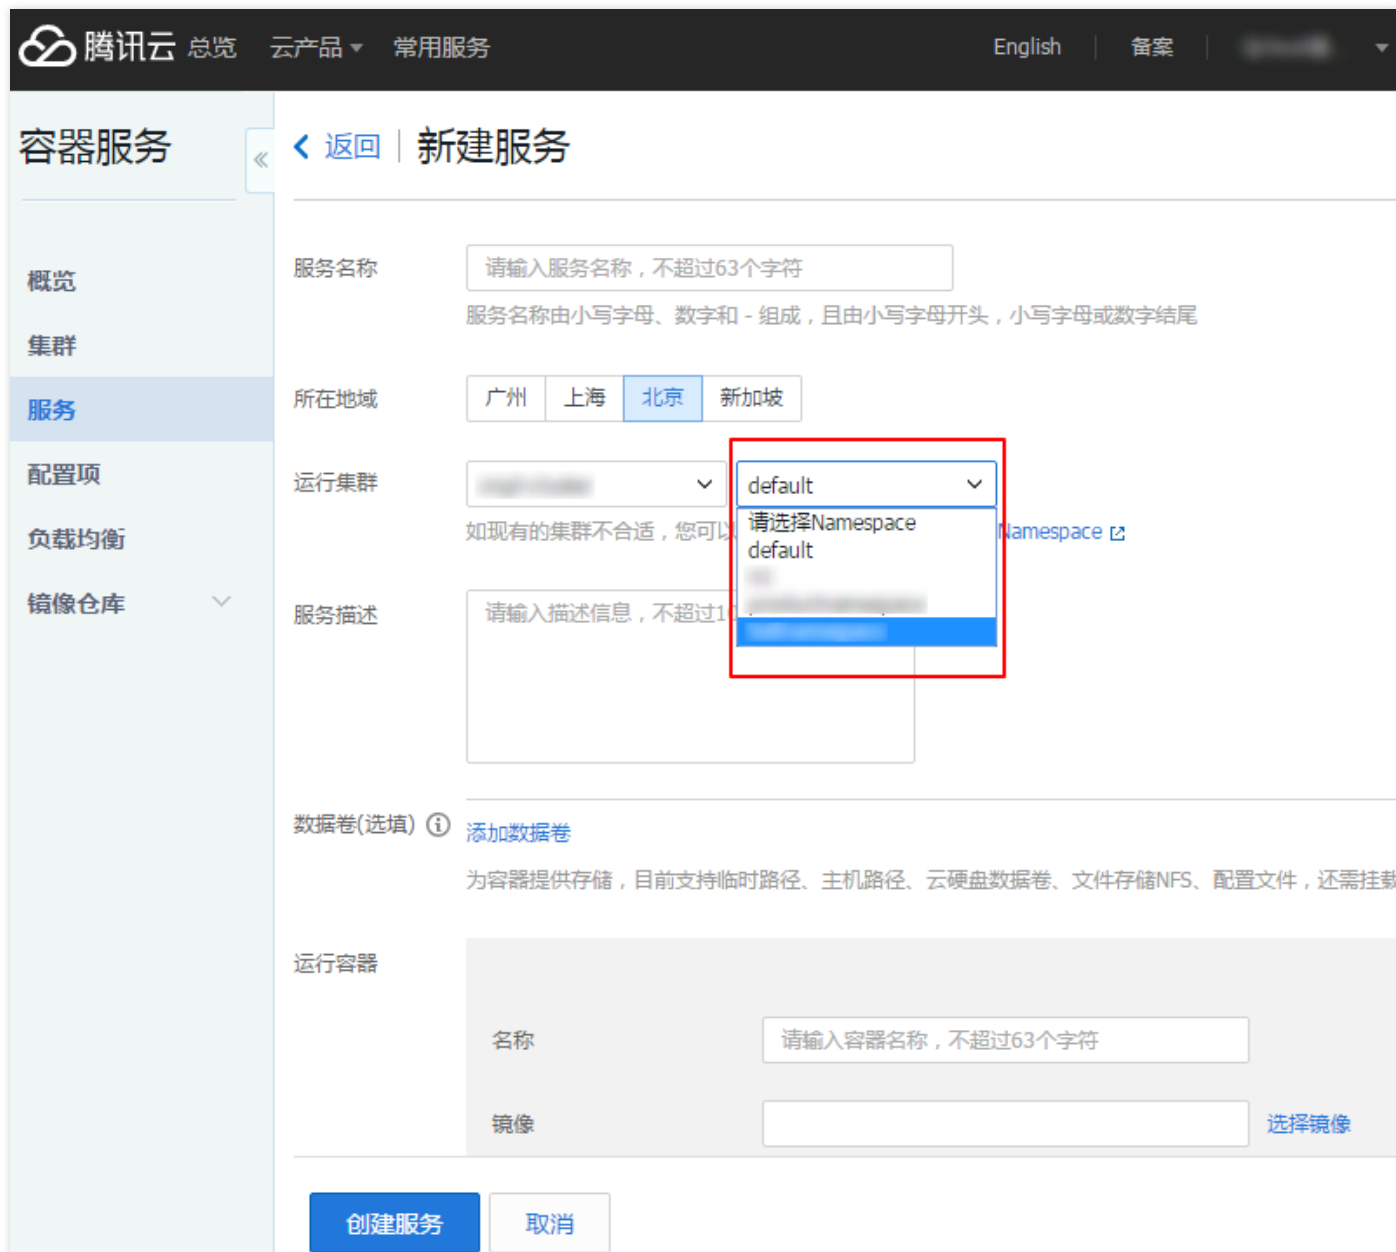 腾讯云 总览 云产品 常用服务 English 备案
容器服务
返回 新建服务
概览
集群
服务
配置项
负载均衡
镜像仓库
服务名称 请输入服务名称，不超过63个字符
服务名称由小写字母、数字和 - 组成，且由小写字母开头，小写字母或数字结尾
所在地域 广州 上海 北京 新加坡
运行集群 default
请选择Namespace
default
如现有的集群不合适，您可以 Namespace
服务描述 请输入描述信息，不超过10
数据卷(选填) 添加数据卷
为容器提供存储，目前支持临时路径、主机路径、云硬盘数据卷、文件存储NFS、配置文件，还需挂载
运行容器
名称 请输入容器名称，不超过63个字符
镜像 选择镜像
创建服务 取消